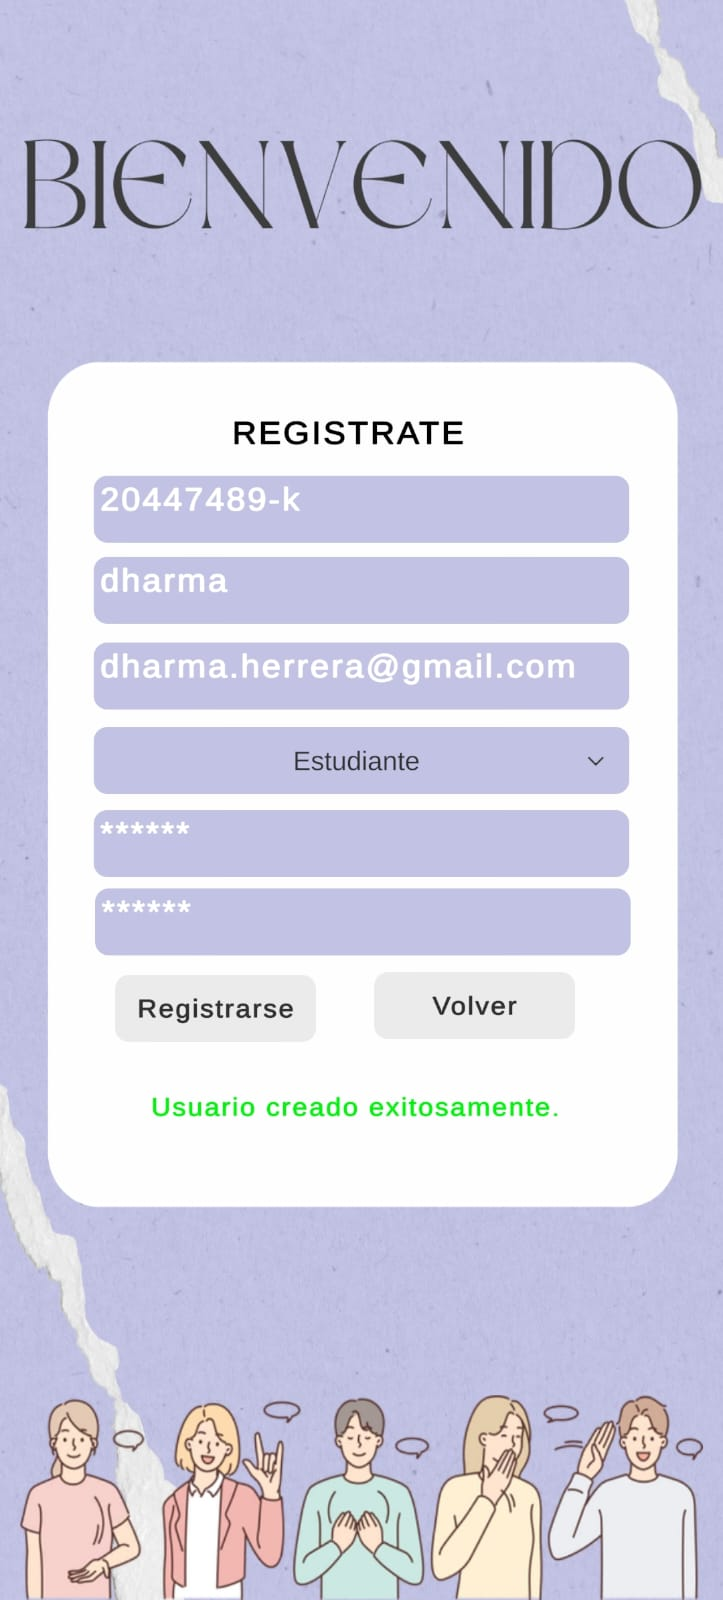 BIENVENIDO
REGISTRATE
20447489-k
dharma
dharma.herrera@gmail.com
Estudiante
******
******
Registrarse
Volver
Usuario creado exitosamente.